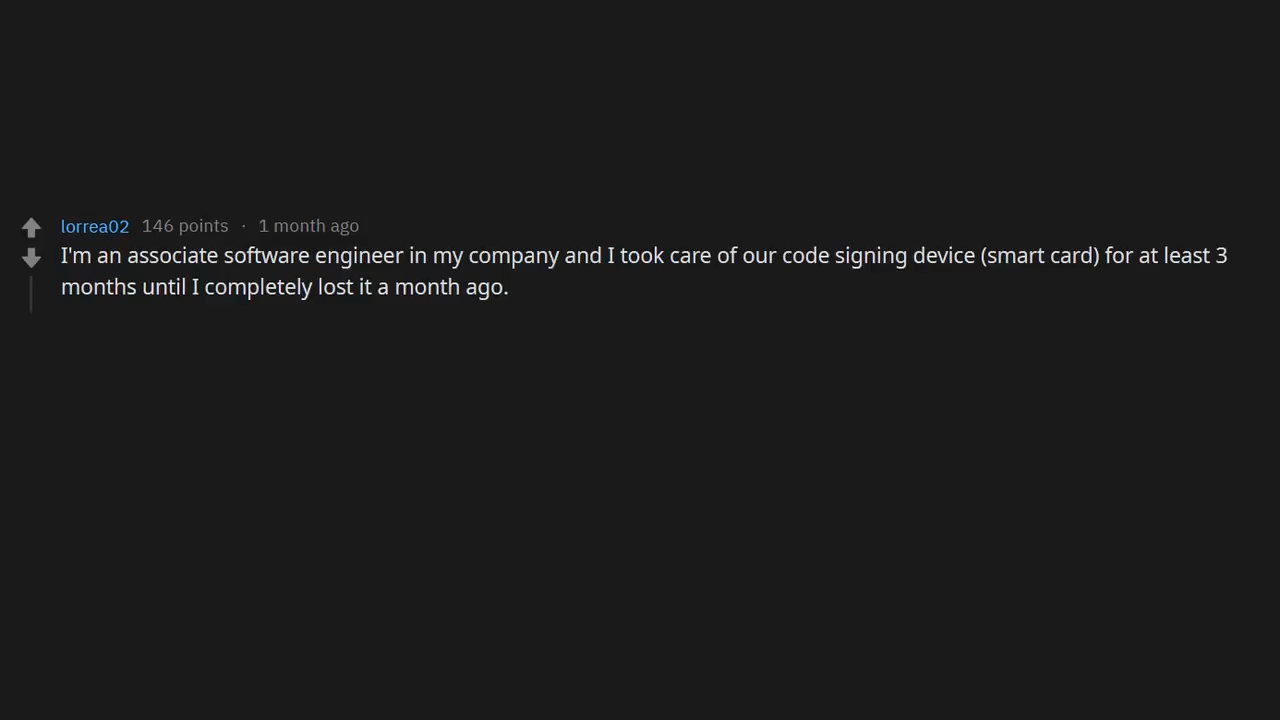 lorrea02 146 points · 1 month ago
I'm an associate software engineer in my company and I took care of our code signing device (smart card) for at least 3
months until I completely lost it a month ago.